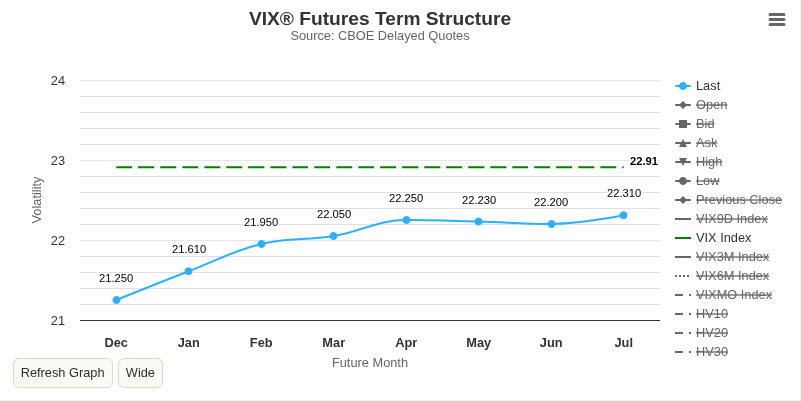 VIX® Futures Term Structure
Source: CBOE Delayed Quotes
24
23
22
21
Volatility
22.91
21.250
21.610
21.950
22.050
22.250
22.230
22.200
22.310
Dec
Jan
Feb
Mar
Apr
May
Jun
Jul
Future Month
Last
Open
Bid
Ask
High
Low
Previous Close
VIX9D Index
VIX Index
VIX3M Index
VIX6M Index
VIXMO Index
HV10
HV20
HV30
Refresh Graph
Wide